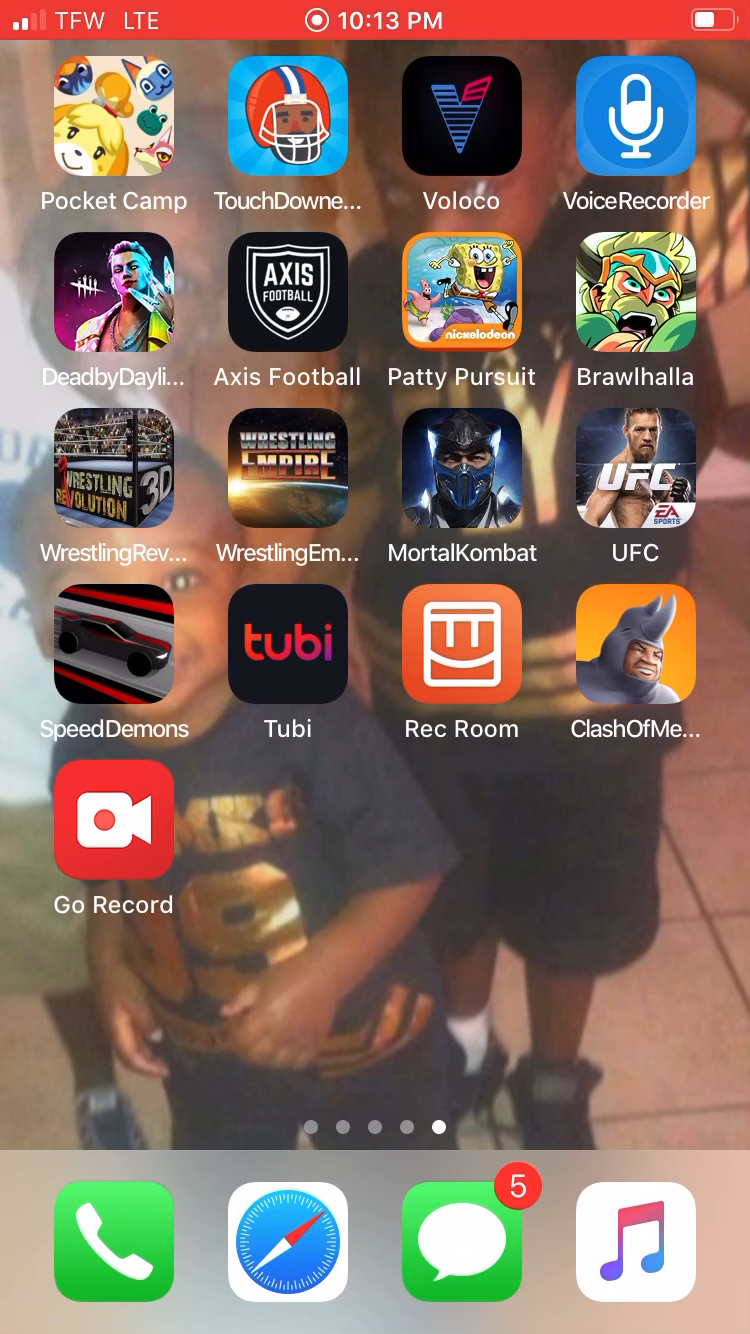 TFW LTE 10:13 PM
Pocket Camp TouchDowne... Voloco VoiceRecorder
AXIS
FOOTBALL
nickelodeon
DeadbyDayli... Axis Football Patty Pursuit Brawlhalla
WRESTLING
REVOLUTION 3D
WRESTLING
EMPIRE
UFC
EA
SPORTS
WrestlingRev... WrestlingEm... MortalKombat UFC
tubi
SpeedDemons Tubi Rec Room ClashOfMe...
Go Record
5